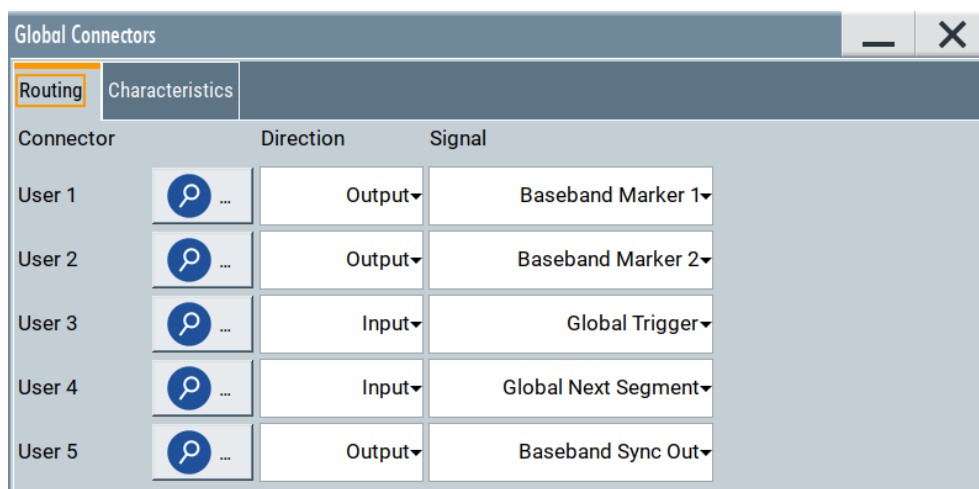 Global Connectors
Routing Characteristics
Connector Direction Signal
User 1 ... Output Baseband Marker 1
User 2 ... Output Baseband Marker 2
User 3 ... Input Global Trigger
User 4 ... Input Global Next Segment
User 5 ... Output Baseband Sync Out